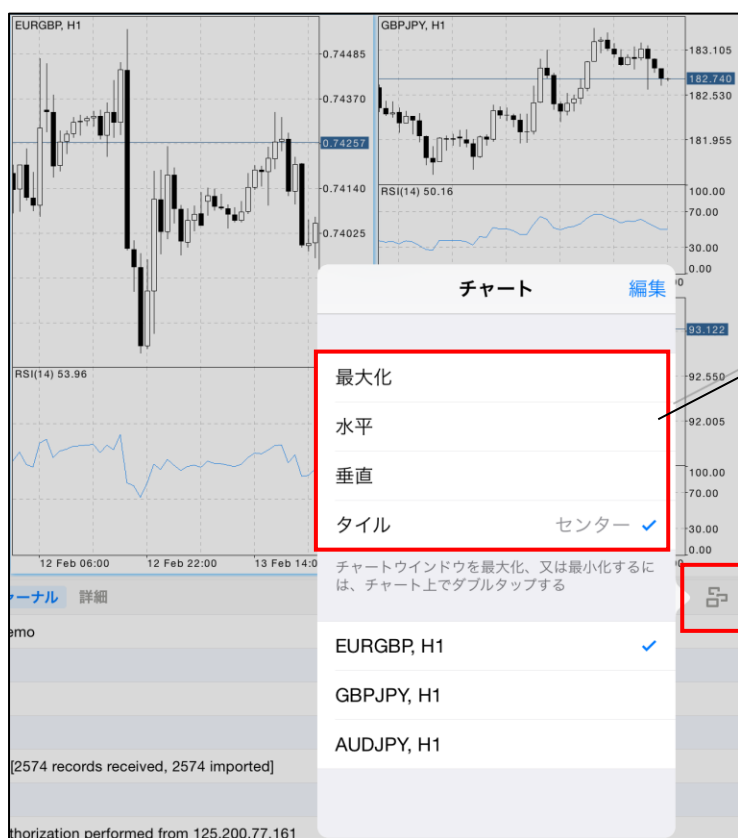 EURGBP, H1
0.74485
0.74370
0.74257
0.74140
0.74025
RSI(14) 53.96
12 Feb 06:00
12 Feb 22:00
13 Feb 14:0
GBPJPY, H1
183.105
182.740
182.530
181.955
RSI(14) 50.16
100.00
70.00
30.00
0.00
93.122
92.550
92.005
100.00
70.00
30.00
0.00
チャート 編集
最大化
水平
垂直
タイル センター
チャートウインドウを最大化、又は最小化するに
は、チャート上でダブルタップする
EURGBP, H1
GBPJPY, H1
AUDJPY, H1
ーナル 詳細
emo
[2574 records received, 2574 imported]
thorization performed from 125.200.77.161